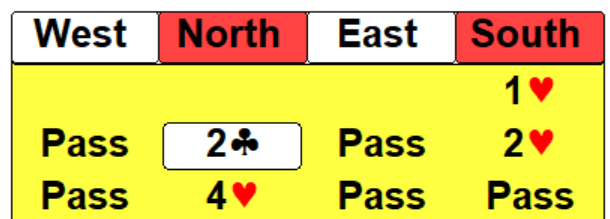 West North East South
1♥
Pass 2♣ Pass 2♥
Pass 4♥ Pass Pass